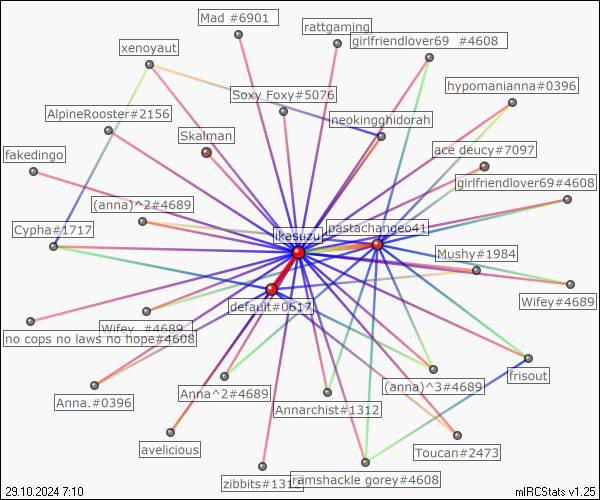 Mad #6901
rattgaming
girlfriendlover69 #4608
xenoyaut
hypomanianna#0396
Soxy Foxy#5076
AlpineRooster#2156
neokingghidorah
Skalman
ace deucy#7097
fakedingo
girlfriendlover69#4608
(anna)^2#4689
Cypha#1717
ikasuzu
pastachangeo41
Mushy#1984
default#0617
Wifey#4689
Wifey #4689
no cops no laws no hope#4608
frisout
Anna^2#4689
(anna)^3#4689
Anna.#0396
Annarchist#1312
avelicious
Toucan#2473
zibbits#1312
ramshackle gorey#4608
29.10.2024 7:10
mIRCStats v1.25